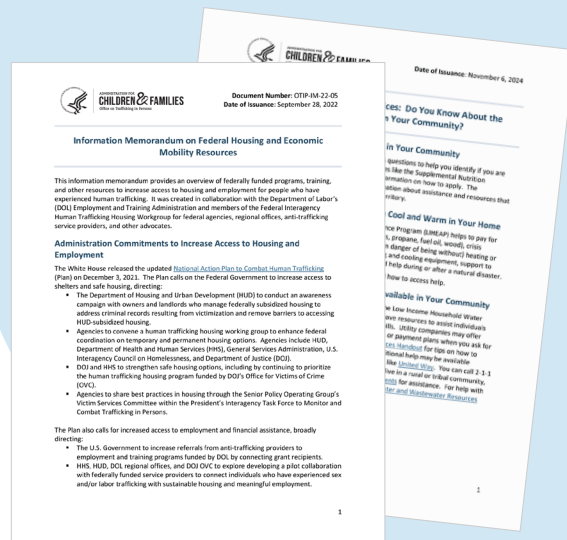 ADMINISTRATION FOR
CHILDREN & FAMILIES
Office on Trafficking in Persons
Document Number: OTIP-IM-22-05
Date of Issuance: September 28, 2022
Information Memorandum on Federal Housing and Economic
Mobility Resources
This information memorandum provides an overview of federally funded programs, training,
and other resources to increase access to housing and employment for people who have
experienced human trafficking. It was created in collaboration with the Department of Labor's
(DOL) Employment and Training Administration and members of the Federal Interagency
Human Trafficking Housing Workgroup for federal agencies, regional offices, anti-trafficking
service providers, and other advocates.
Administration Commitments to Increase Access to Housing and
Employment
The White House released the updated National Action Plan to Combat Human Trafficking
(Plan) on December 3, 2021. The Plan calls on the Federal Government to increase access to
shelters and safe housing, directing:
▪ The Department of Housing and Urban Development (HUD) to conduct an awareness
campaign with owners and landlords who manage federally subsidized housing to
address criminal records resulting from victimization and remove barriers to accessing
HUD-subsidized housing.
▪ Agencies to convene a human trafficking housing working group to enhance federal
coordination on temporary and permanent housing options. Agencies include HUD,
Department of Health and Human Services (HHS), General Services Administration, U.S.
Interagency Council on Homelessness, and Department of Justice (DOJ).
▪ DOJ and HHS to strengthen safe housing options, including by continuing to prioritize
the human trafficking housing program funded by DOJ's Office for Victims of Crime
(OVC).
▪ Agencies to share best practices in housing through the Senior Policy Operating Group's
Victim Services Committee within the President's Interagency Task Force to Monitor and
Combat Trafficking in Persons.
The Plan also calls for increased access to employment and financial assistance, broadly
directing:
▪ The U.S. Government to increase referrals from anti-trafficking providers to
employment and training programs funded by DOL by connecting grant recipients.
▪ HHS, HUD, DOL regional offices, and DOJ OVC to explore developing a pilot collaboration
with federally funded service providers to connect individuals who have experienced sex
and/or labor trafficking with sustainable housing and meaningful employment.
1
CHILDREN & FAMILIES
Date of Issuance: November 6, 2024
ces: Do You Know About the
n Your Community?
in Your Community
questions to help you identify if you are
s like the Supplemental Nutrition
ormation on how to apply. The
ation about assistance and resources that
erritory.
Cool and Warm in Your Home
nce Program (LIHEAP) helps to pay for
, propane, fuel oil, wood), crisis
n danger of being without) heating or
and cooling equipment, support to
d help during or after a natural disaster.
how to access help.
vailable in Your Community
he Low Income Household Water
ave resources to assist individuals
ills. Utility companies may offer
or payment plans when you ask for
ces Handout for tips on how to
itional help may be available
like United Way. You can call 2-1-1
live in a rural or tribal community,
ents for assistance. For help with
ter and Wastewater Resources
1